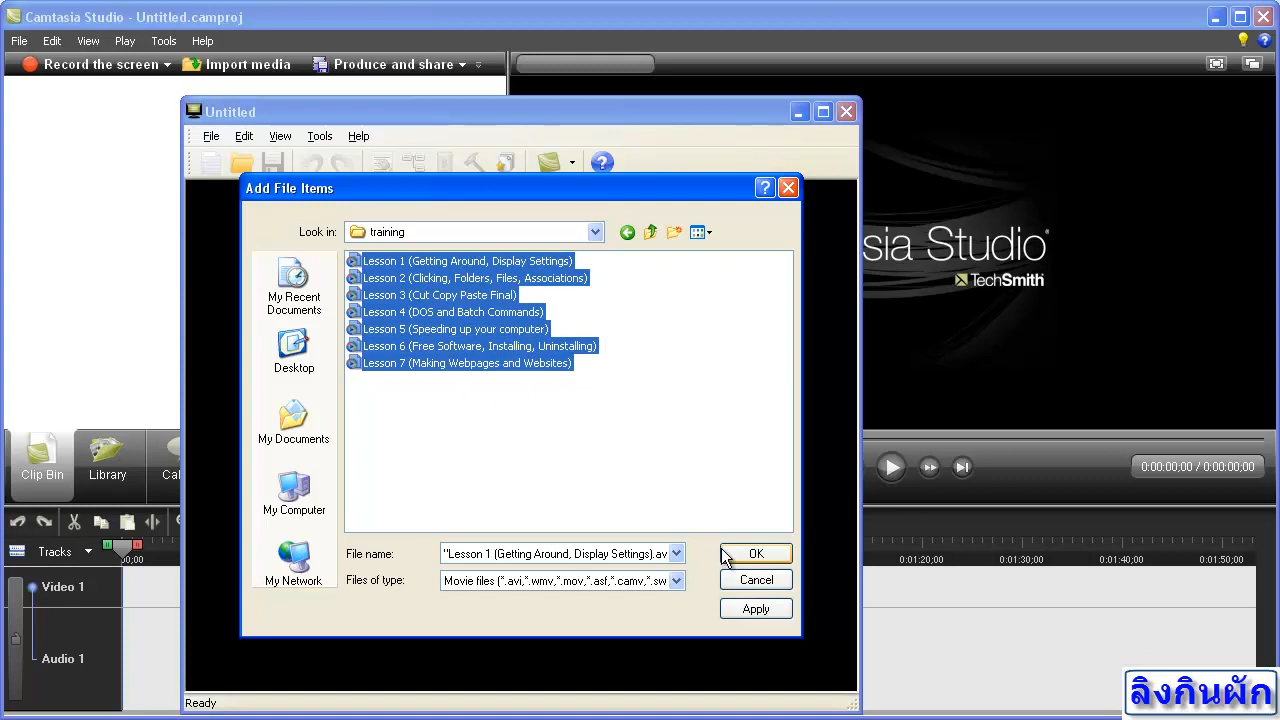 Camtasia Studio - Untitled.camproj
File Edit View Play Tools Help
Record the screen Import media Produce and share
Untitled
File Edit View Tools Help
Add File Items
Look in: training
My Recent Documents
Desktop
My Documents
My Computer
My Network
Lesson 1 (Getting Around, Display Settings)
Lesson 2 (Clicking, Folders, Files, Associations)
Lesson 3 (Cut Copy Paste Final)
Lesson 4 (DOS and Batch Commands)
Lesson 5 (Speeding up your computer)
Lesson 6 (Free Software, Installing, Uninstalling)
Lesson 7 (Making Webpages and Websites)
File name: "Lesson 1 (Getting Around, Display Settings).av OK
Files of type: Movie files (*.avi,*.wmv,*.mov,*.asf,*.camv,*.sw Cancel
Apply
tasia Studio®
TechSmith
Clip Bin Library Cal
0:00:00;00 / 0:00:00;00
Tracks 00;00 01:20;00 01:30;00 01:40;00 01:50;00
Video 1
Audio 1
Ready
ลิงกินผัก